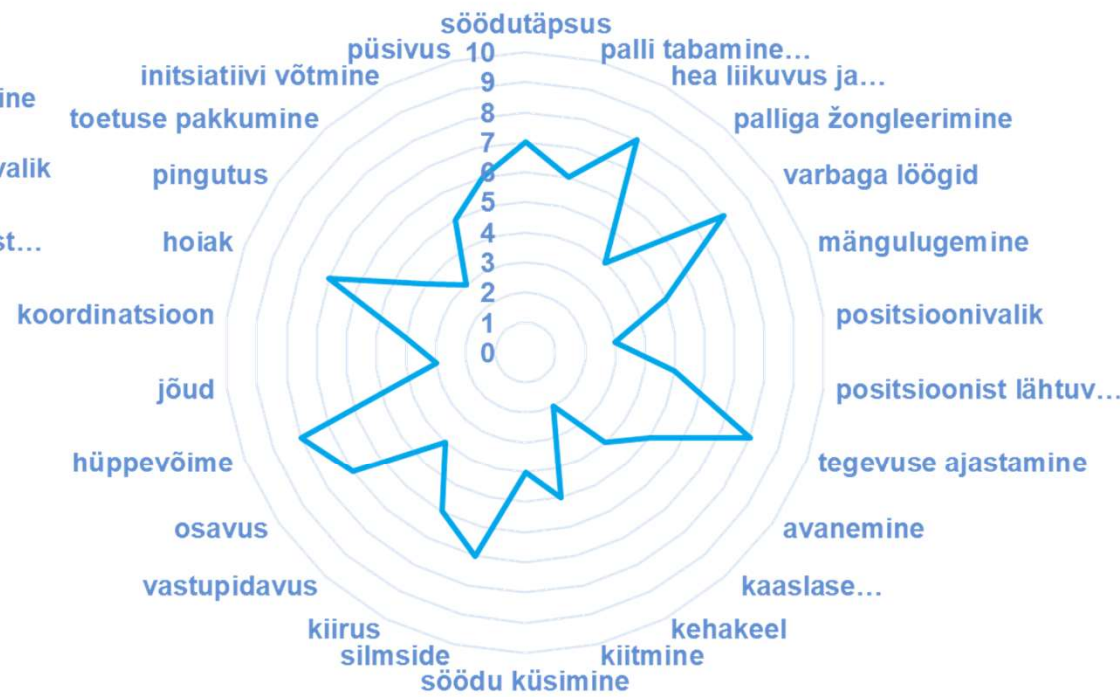 söödutäpsus
palli tabamine…
hea liikuvus ja…
palliga žongleerimine
varbaga löögid
mängulugemine
positsioonivalik
positsioonist lähtuv…
tegevuse ajastamine
avanemine
kaaslase…
kehakeel
kiitmine
söödu küsimine
silmside
kiirus
vastupidavus
osavus
hüppevõime
jõud
koordinatsioon
hoiak
pingutus
toetuse pakkumine
initsiatiivi võtmine
püsivus
10
9
8
7
6
5
4
3
2
1
0
ine
valik
st…